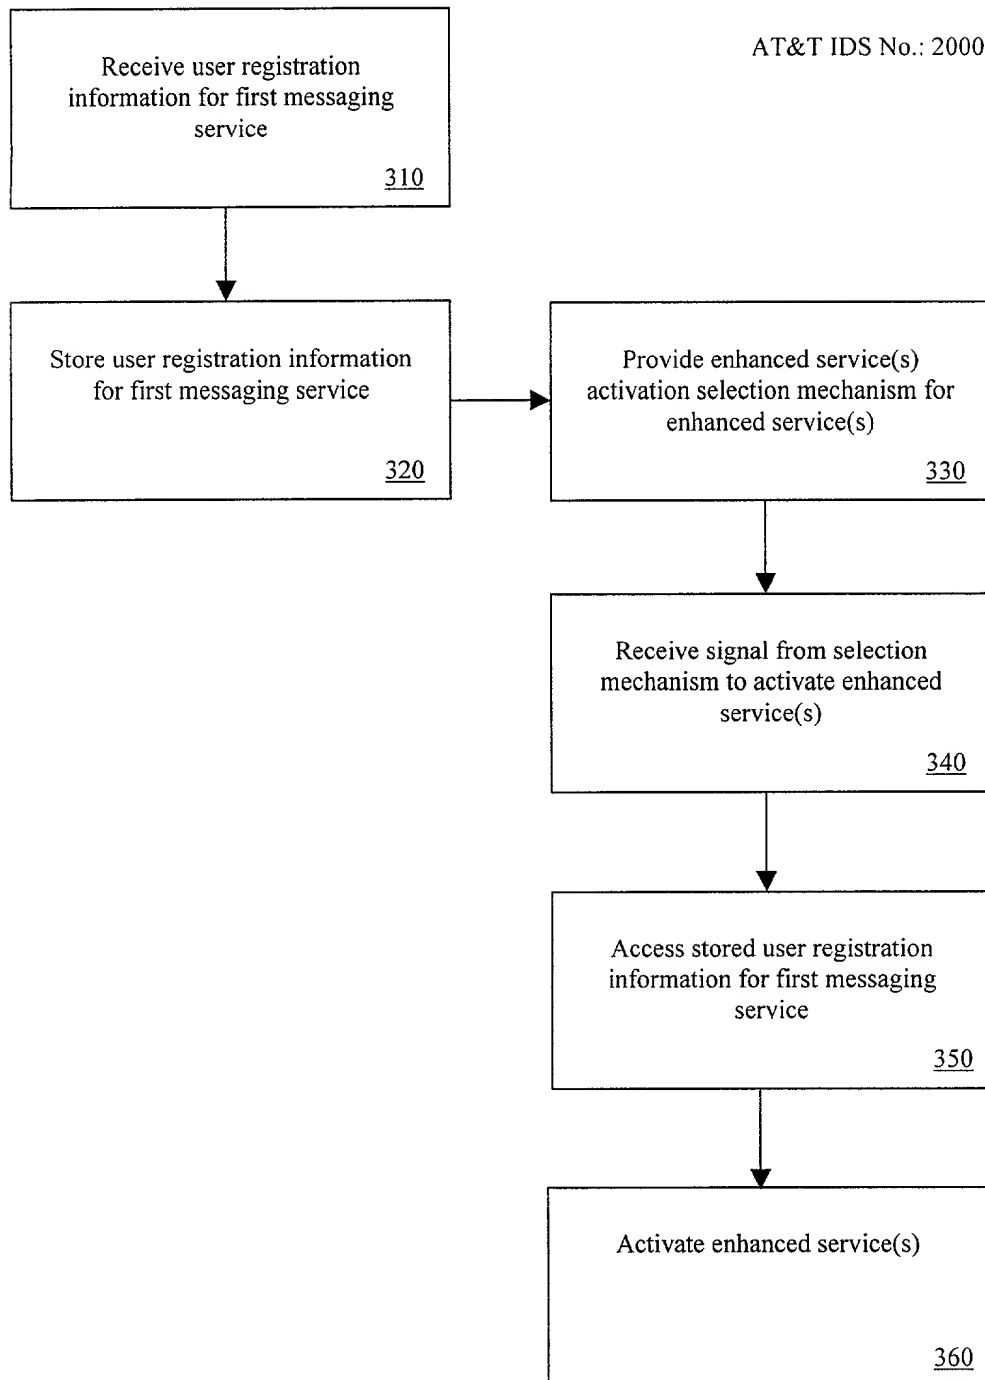 AT&T IDS No.: 2000
Receive user registration
information for first messaging
service
310
Store user registration information
for first messaging service
320
Provide enhanced service(s)
activation selection mechanism for
enhanced service(s)
330
Receive signal from selection
mechanism to activate enhanced
service(s)
340
Access stored user registration
information for first messaging
service
350
Activate enhanced service(s)
360